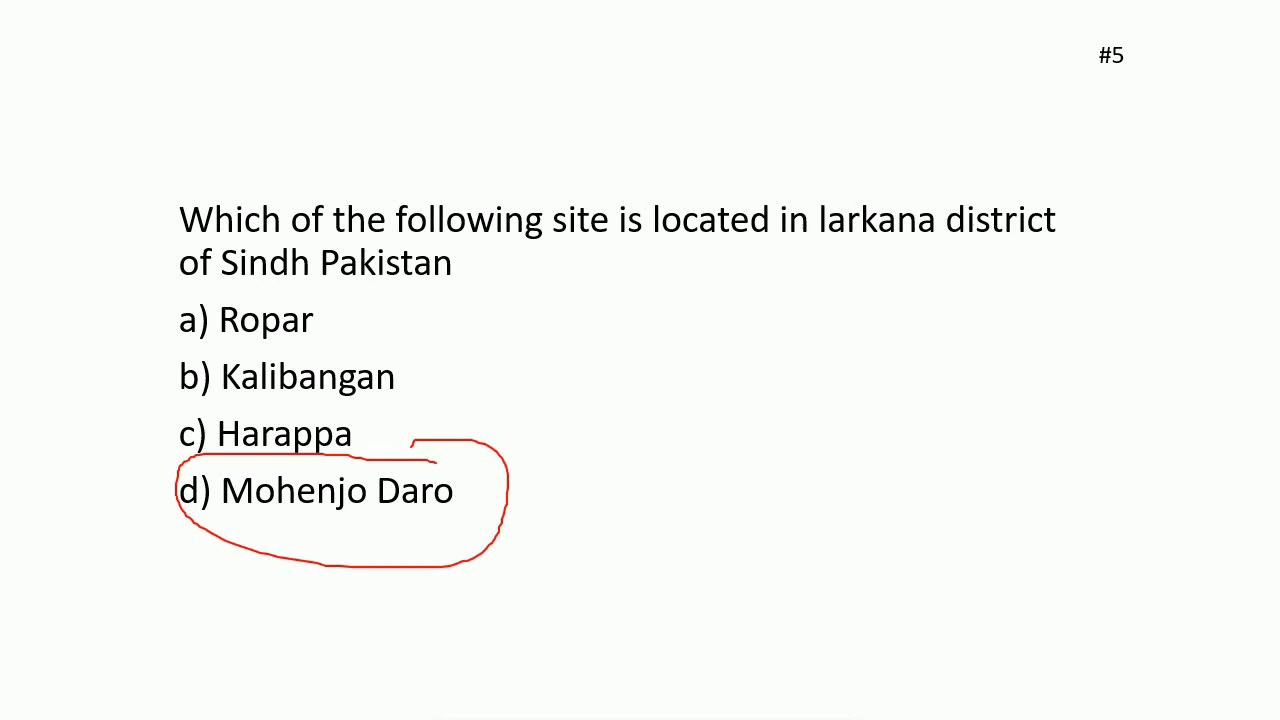 #5
Which of the following site is located in larkana district
of Sindh Pakistan
a) Ropar
b) Kalibangan
c) Harappa
d) Mohenjo Daro